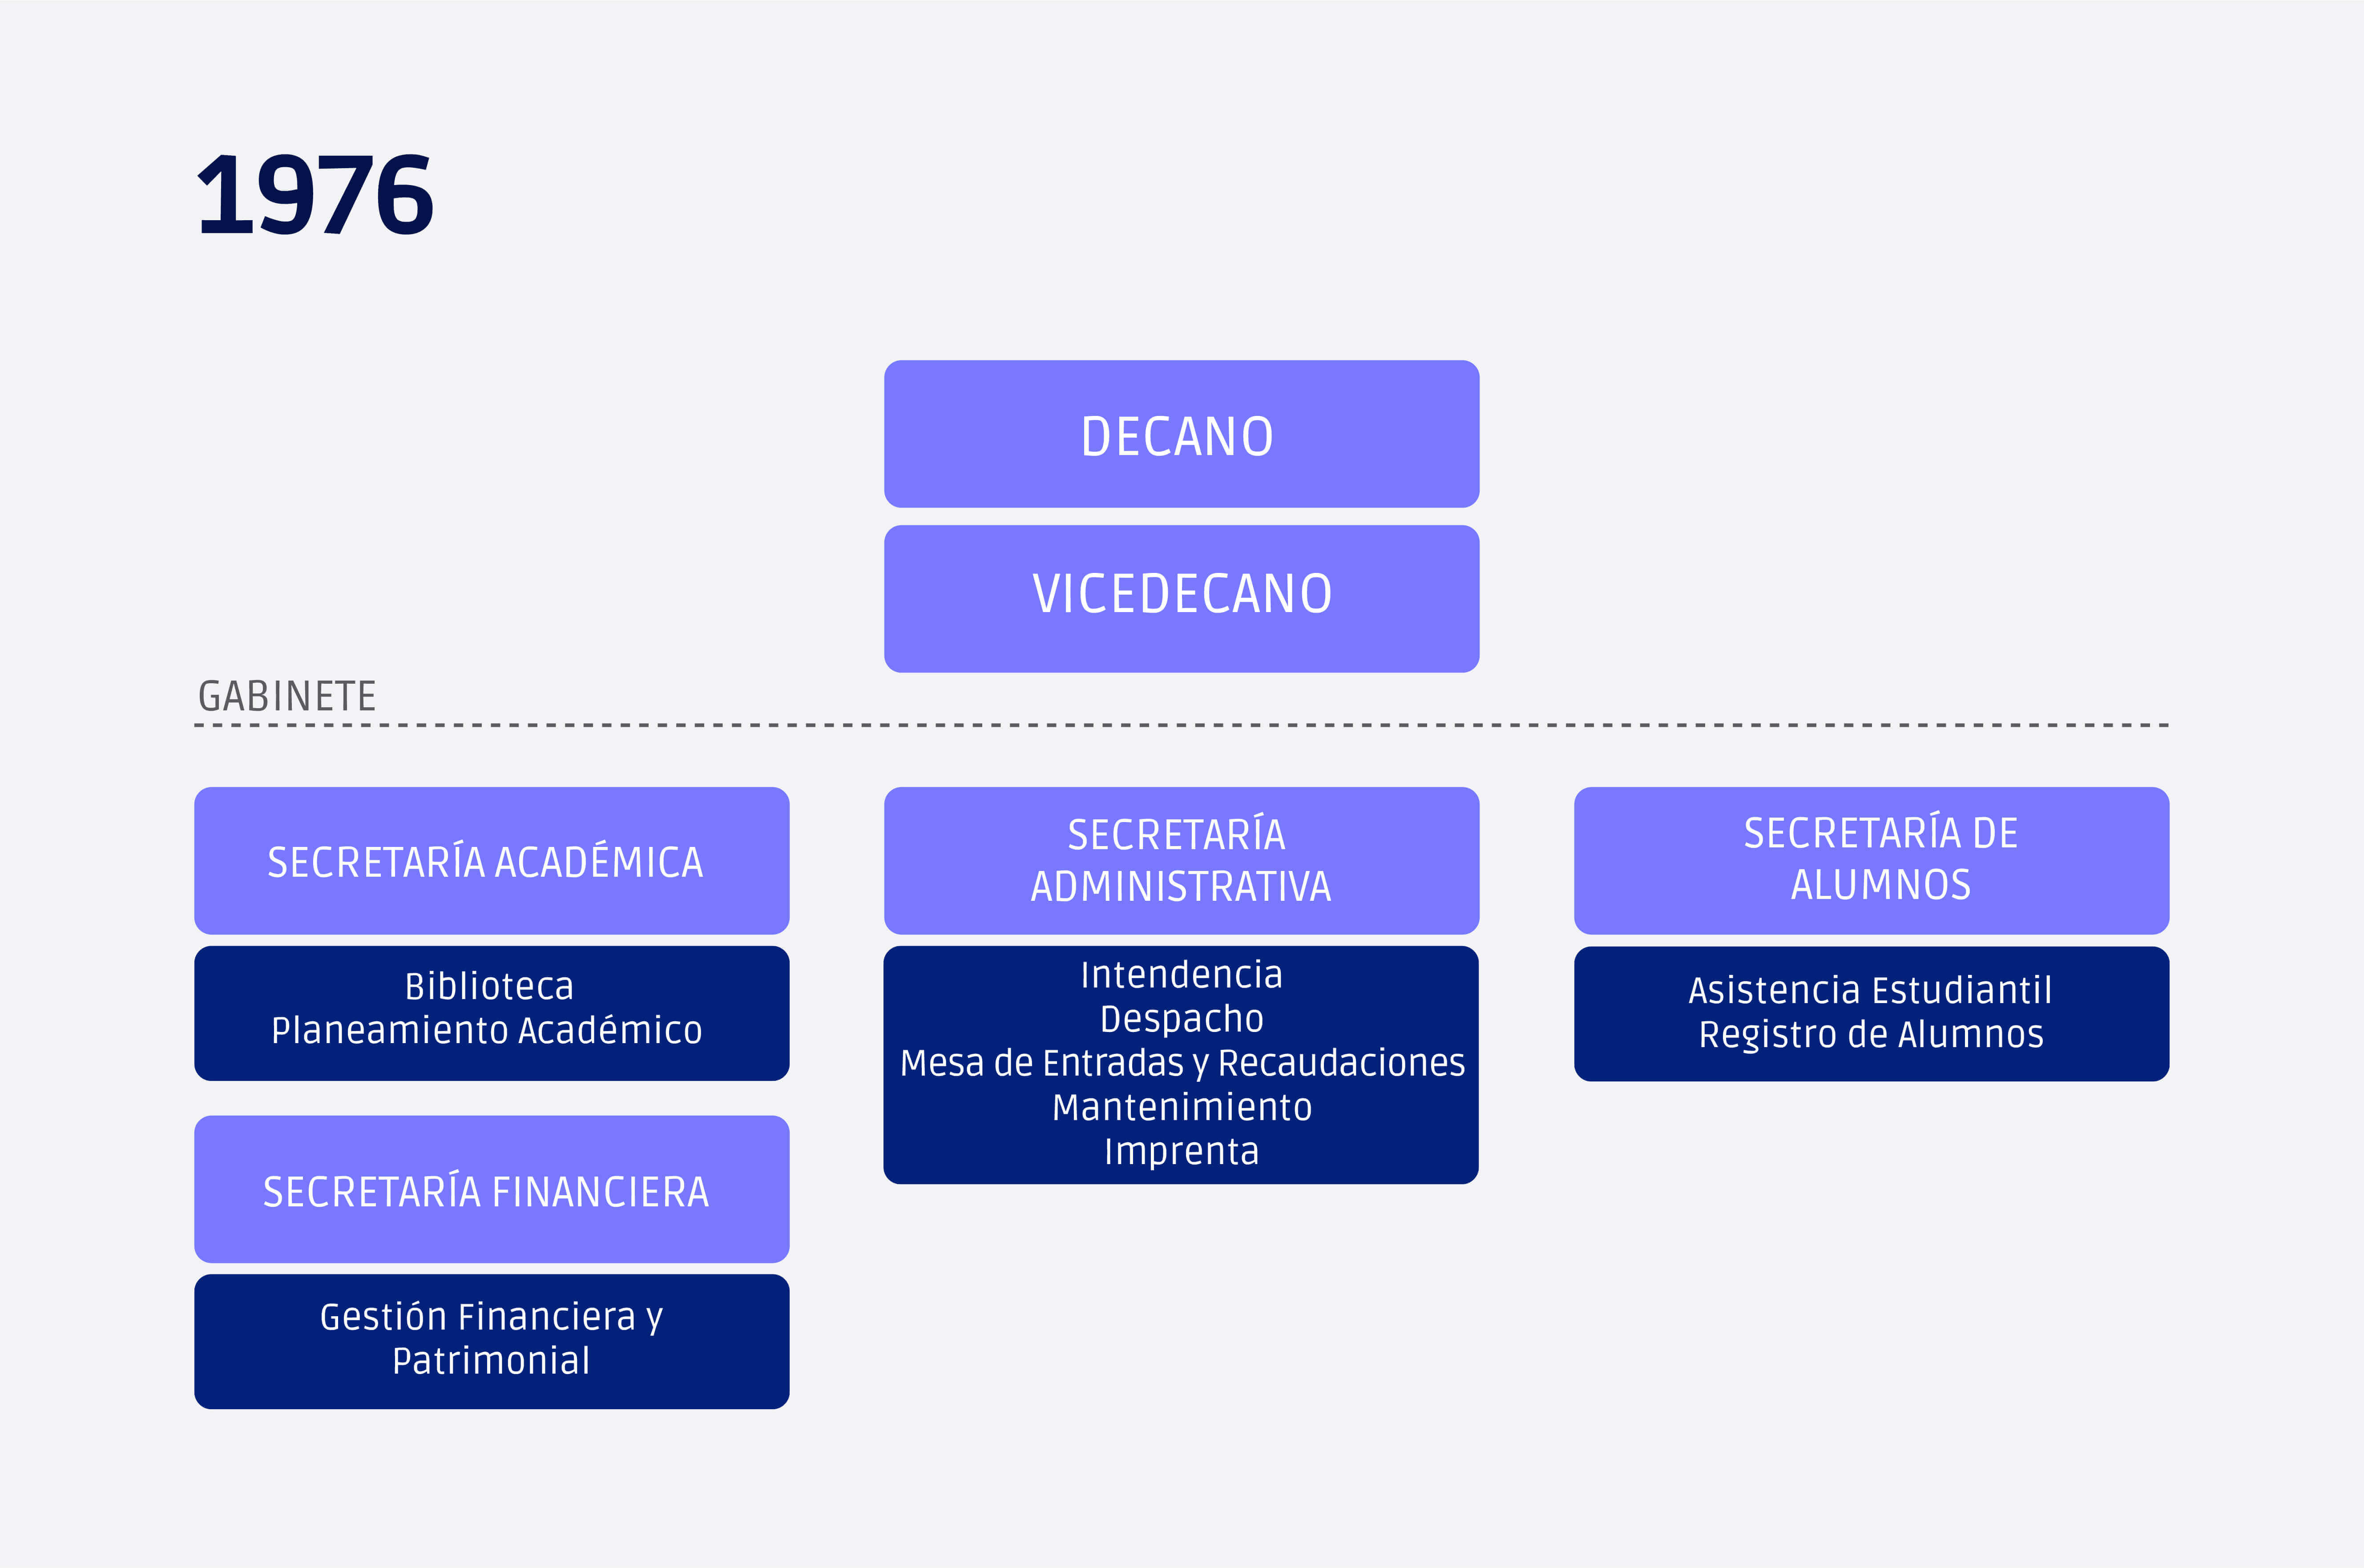 1976
DECANO
VICEDECANO
GABINETE
SECRETARÍA ACADÉMICA
Biblioteca
Planeamiento Académico
SECRETARÍA FINANCIERA
Gestión Financiera y
Patrimonial
SECRETARÍA
ADMINISTRATIVA
Intendencia
Despacho
Mesa de Entradas y Recaudaciones
Mantenimiento
Imprenta
SECRETARÍA DE
ALUMNOS
Asistencia Estudiantil
Registro de Alumnos